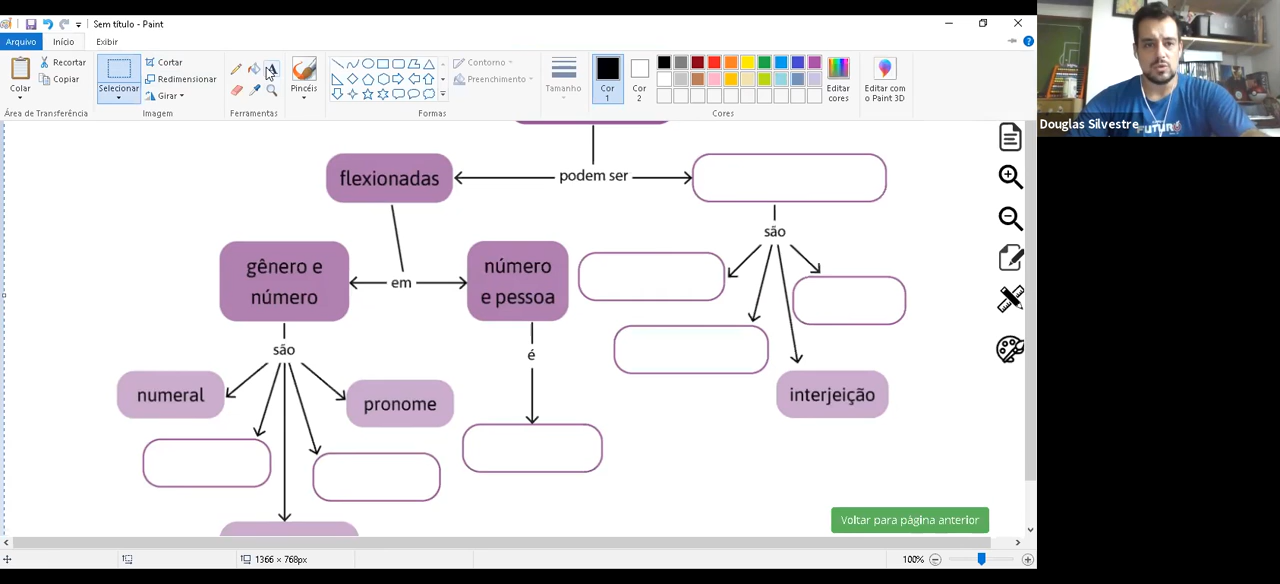 Sem título - Paint
Arquivo
Início
Exibir
Colar
Recortar
Copiar
Área de Transferência
Selecionar
Cortar
Redimensionar
Girar
Imagem
Ferramentas
Pincéis
Contorno
Preenchimento
Formas
Tamanho
Cor
1
Cor
2
Editar
cores
Cores
Editar com
o Paint 3D
Douglas Silvestre
FUTURO
flexionadas
podem ser
são
gênero e
número
em
número
e pessoa
são
é
numeral
pronome
interjeição
Voltar para página anterior
1366 × 768px
100%